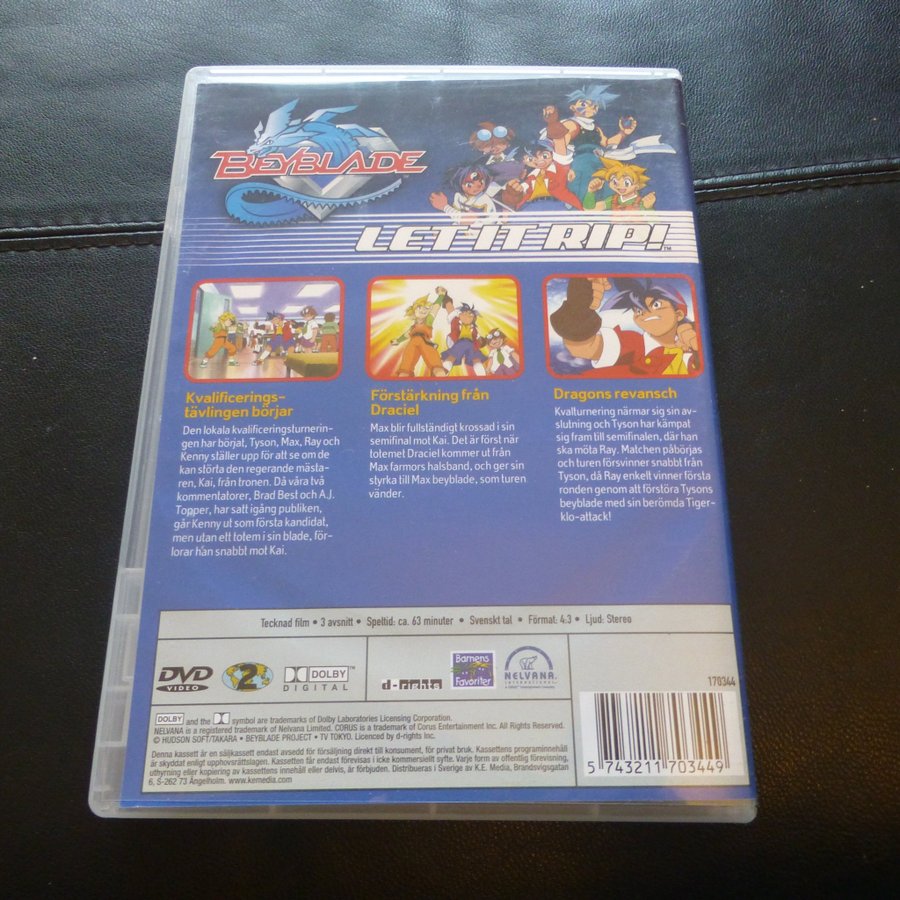 BEYBLADE
LET IT RIP!™
Kvalificerings-
tävlingen börjar
Den lokala kvalificeringsturnerin-
gen har börjat, Tyson, Max, Ray och
Kenny ställer upp för att se om de
kan störta den regerande mästa-
ren, Kai, från tronen. Då våra två
kommentatorer, Brad Best och A.J.
Topper, har satt igång publiken,
går Kenny ut som första kandidat,
men utan ett totem i sin blade, för-
lorar han snabbt mot Kai.
Förstärkning från
Draciel
Max blir fullständigt krossad i sin
semifinal mot Kai. Det är först när
totemet Draciel kommer ut från
Max farmors halsband, och ger sin
styrka till Max beyblade, som turen
vänder.
Dragons revansch
Kvalturnering närmar sig sin av-
slutning och Tyson har kämpat
sig fram till semifinalen, där han
ska möta Ray. Matchen påbörjas
och turen försvinner snabbt från
Tyson, då Ray enkelt vinner första
ronden genom att förstöra Tysons
beyblade med sin berömda Tiger-
klo-attack!
Tecknad film • 3 avsnitt • Speltid: ca. 63 minuter • Svenskt tal • Förmat: 4:3 • Ljud: Stereo
DVD
VIDEO
2
DOLBY™
DIGITAL
d-rights
Barnens
Favoriter
NELVANA
INTERNATIONAL
170344
DOLBY and the symbol are trademarks of Dolby Laboratories Licensing Corporation.
NELVANA is a registered trademark of Nelvana Limited. CORUS is a trademark of Corus Entertainment Inc. All Rights Reserved.
© HUDSON SOFT/TAKARA • BEYBLADE PROJECT • TV TOKYO. Licenced by d-rights Inc.
Denna kassett är en säljkassett endast avsedd för försäljning direkt till konsument, för privat bruk. Kassettens programinnehåll
är skyddat enligt upphovsrättslagen. Kassetten får endast förevisas i icke kommersiellt syfte. Varje form av offentlig förevisning,
uthyrning eller kopiering av kassettens innehåll eller delvis, är förbjuden. Distribueras i Sverige av K.E. Media, Brandsvigsgatan
6, S-262 73 Ängelholm. www.kemedia.com
5 743211 703449